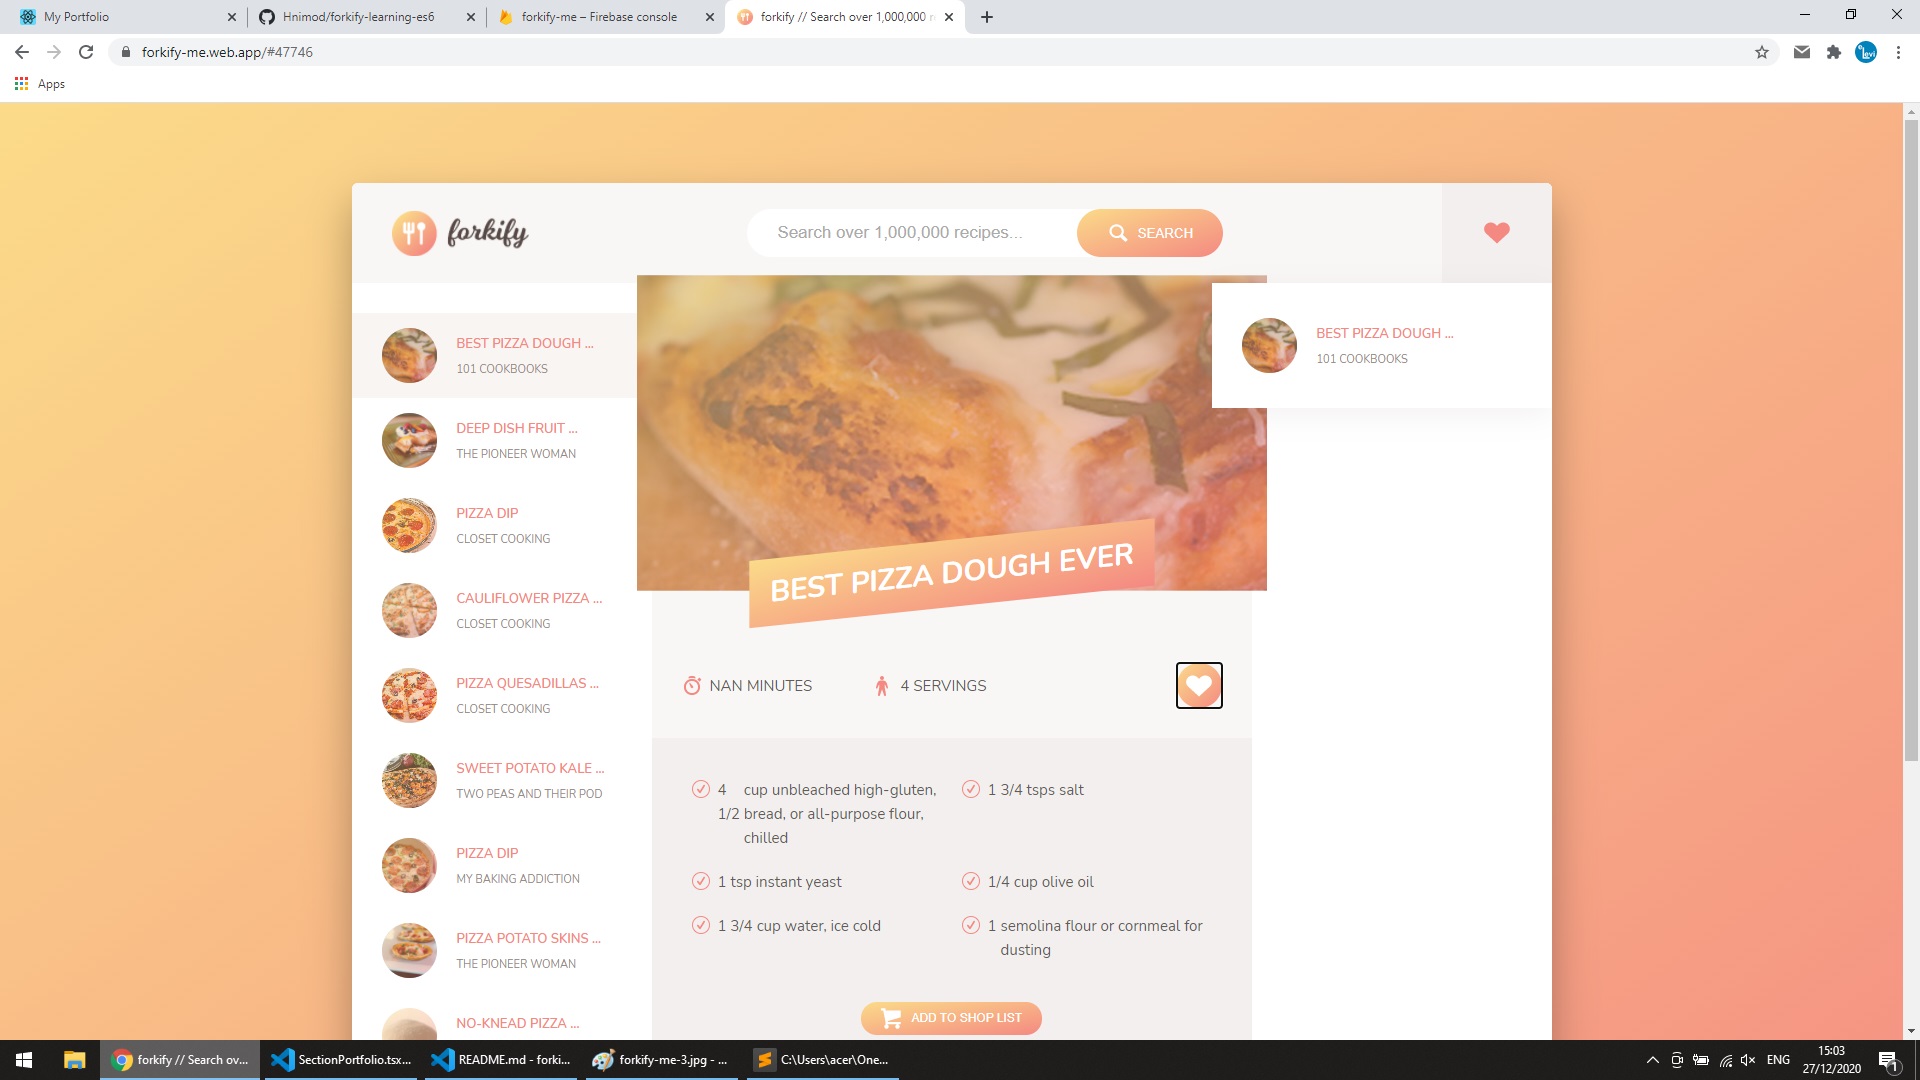 My Portfolio
Hnimod/forkify-learning-es6
forkify-me – Firebase console
forkify // Search over 1,000,000 r
forkify-me.web.app/#47746
Apps
forkify
Search over 1,000,000 recipes...
SEARCH
BEST PIZZA DOUGH ...
101 COOKBOOKS
DEEP DISH FRUIT ...
THE PIONEER WOMAN
PIZZA DIP
CLOSET COOKING
CAULIFLOWER PIZZA ...
CLOSET COOKING
PIZZA QUESADILLAS ...
CLOSET COOKING
SWEET POTATO KALE ...
TWO PEAS AND THEIR POD
PIZZA DIP
MY BAKING ADDICTION
PIZZA POTATO SKINS ...
THE PIONEER WOMAN
NO-KNEAD PIZZA ...
BEST PIZZA DOUGH EVER
NAN MINUTES
4 SERVINGS
4 cup unbleached high-gluten,
1/2 bread, or all-purpose flour,
chilled
1 3/4 tsps salt
1 tsp instant yeast
1/4 cup olive oil
1 3/4 cup water, ice cold
1 semolina flour or cornmeal for
dusting
ADD TO SHOP LIST
BEST PIZZA DOUGH ...
101 COOKBOOKS
forkify // Search ov...
SectionPortfolio.tsx...
README.md - forki...
forkify-me-3.jpg - ...
C:\Users\acer\One...
ENG
15:03
27/12/2020
1